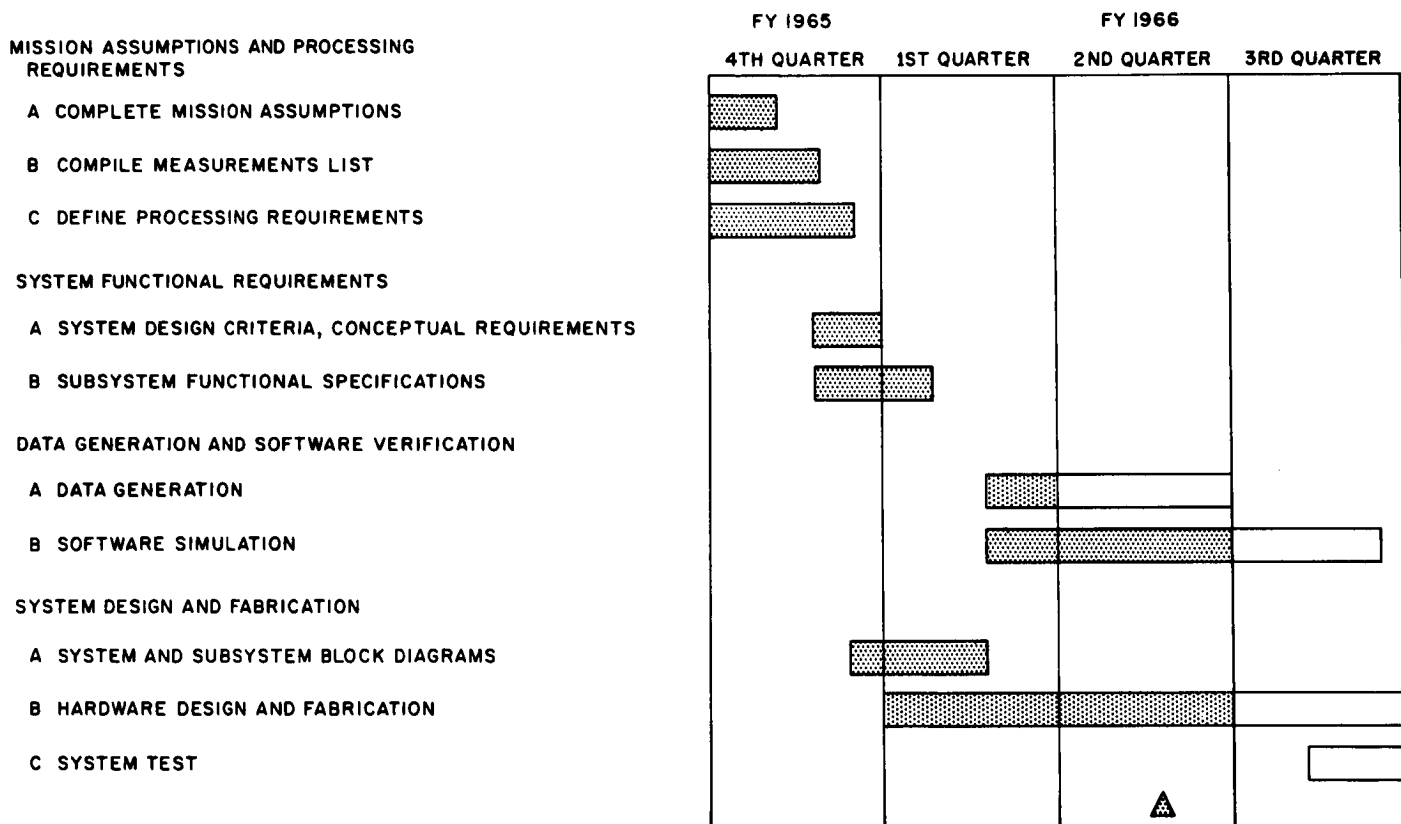 FY 1965 FY 1966
MISSION ASSUMPTIONS AND PROCESSING
REQUIREMENTS
4TH QUARTER 1ST QUARTER 2ND QUARTER 3RD QUARTER
A COMPLETE MISSION ASSUMPTIONS
B COMPILE MEASUREMENTS LIST
C DEFINE PROCESSING REQUIREMENTS
SYSTEM FUNCTIONAL REQUIREMENTS
A SYSTEM DESIGN CRITERIA, CONCEPTUAL REQUIREMENTS
B SUBSYSTEM FUNCTIONAL SPECIFICATIONS
DATA GENERATION AND SOFTWARE VERIFICATION
A DATA GENERATION
B SOFTWARE SIMULATION
SYSTEM DESIGN AND FABRICATION
A SYSTEM AND SUBSYSTEM BLOCK DIAGRAMS
B HARDWARE DESIGN AND FABRICATION
C SYSTEM TEST